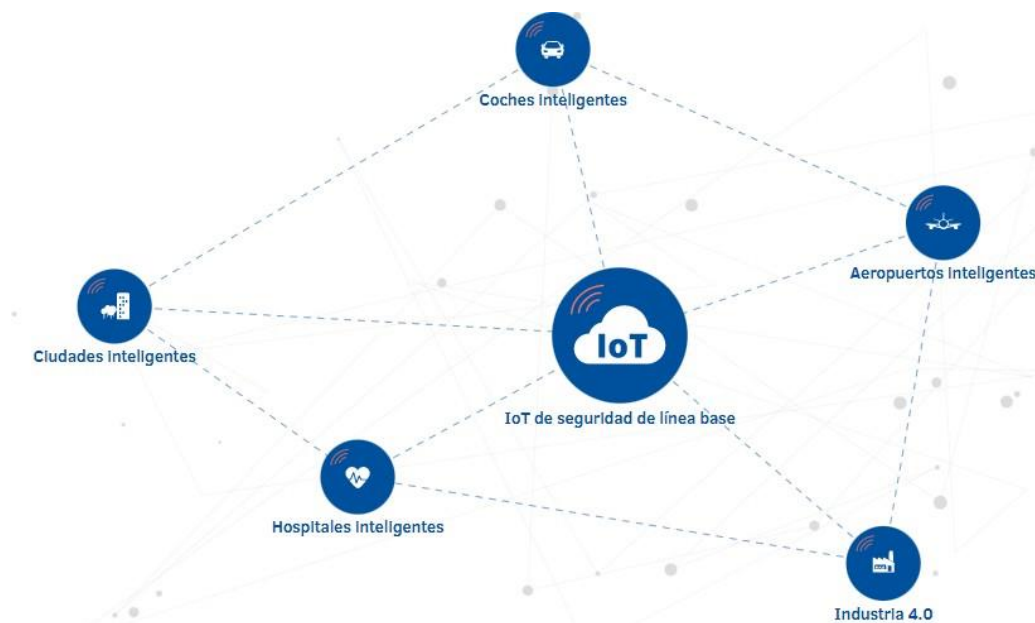 Coches inteligentes
Aeropuertos inteligentes
IoT
Ciudades inteligentes
IoT de seguridad de línea base
Hospitales inteligentes
Industria 4.0